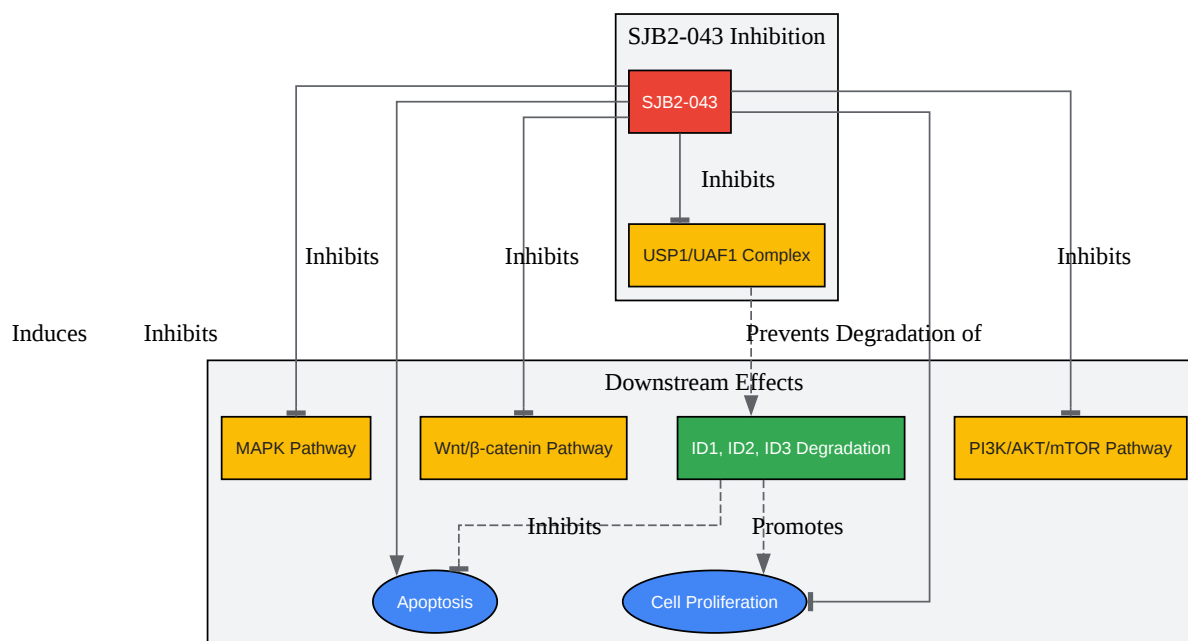 SJB2-043 Inhibition
SJB2-043
Inhibits
USP1/UAF1 Complex
Inhibits
Inhibits
Inhibits
Induces
Inhibits
Prevents Degradation of
Downstream Effects
MAPK Pathway
Wnt/β-catenin Pathway
ID1, ID2, ID3 Degradation
PI3K/AKT/mTOR Pathway
Inhibits
Promotes
Apoptosis
Cell Proliferation